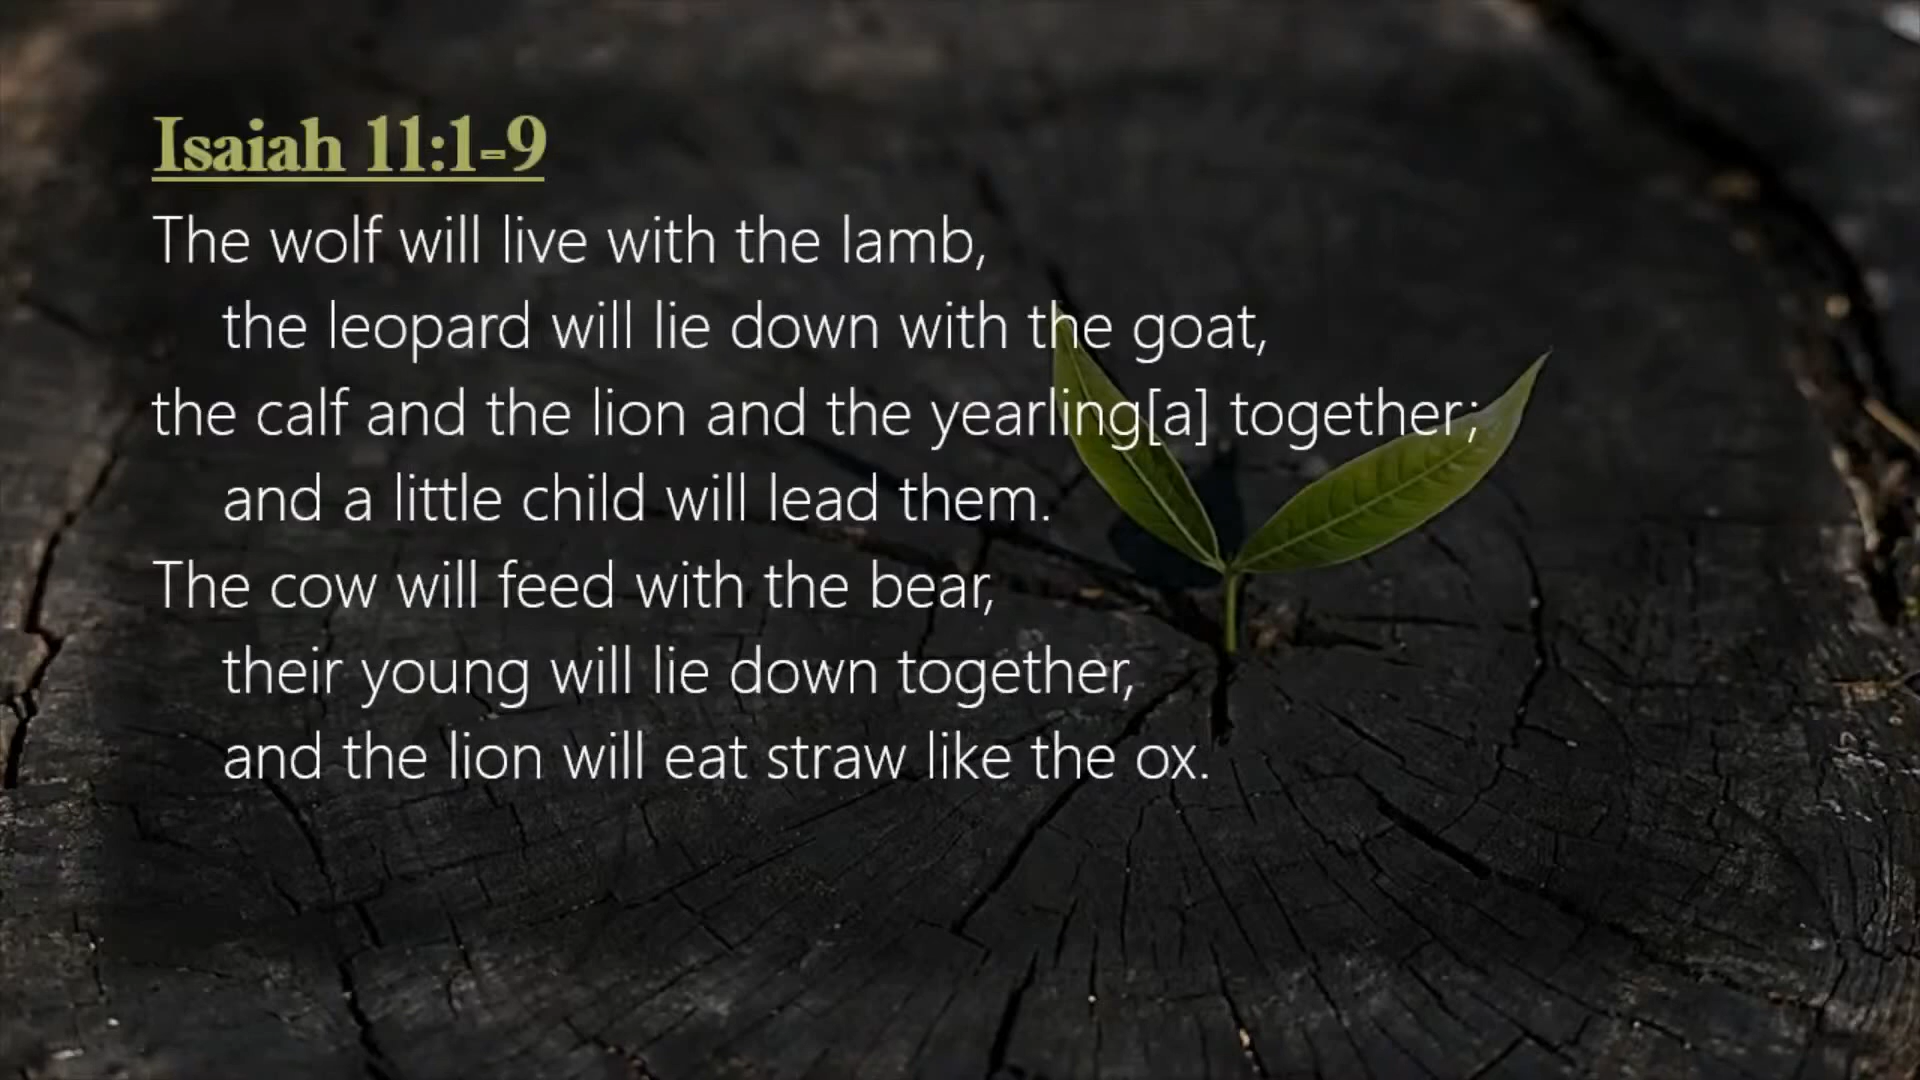 Isaiah 11:1-9
The wolf will live with the lamb,
the leopard will lie down with the goat,
the calf and the lion and the yearling[a] together;
and a little child will lead them.
The cow will feed with the bear,
their young will lie down together,
and the lion will eat straw like the ox.